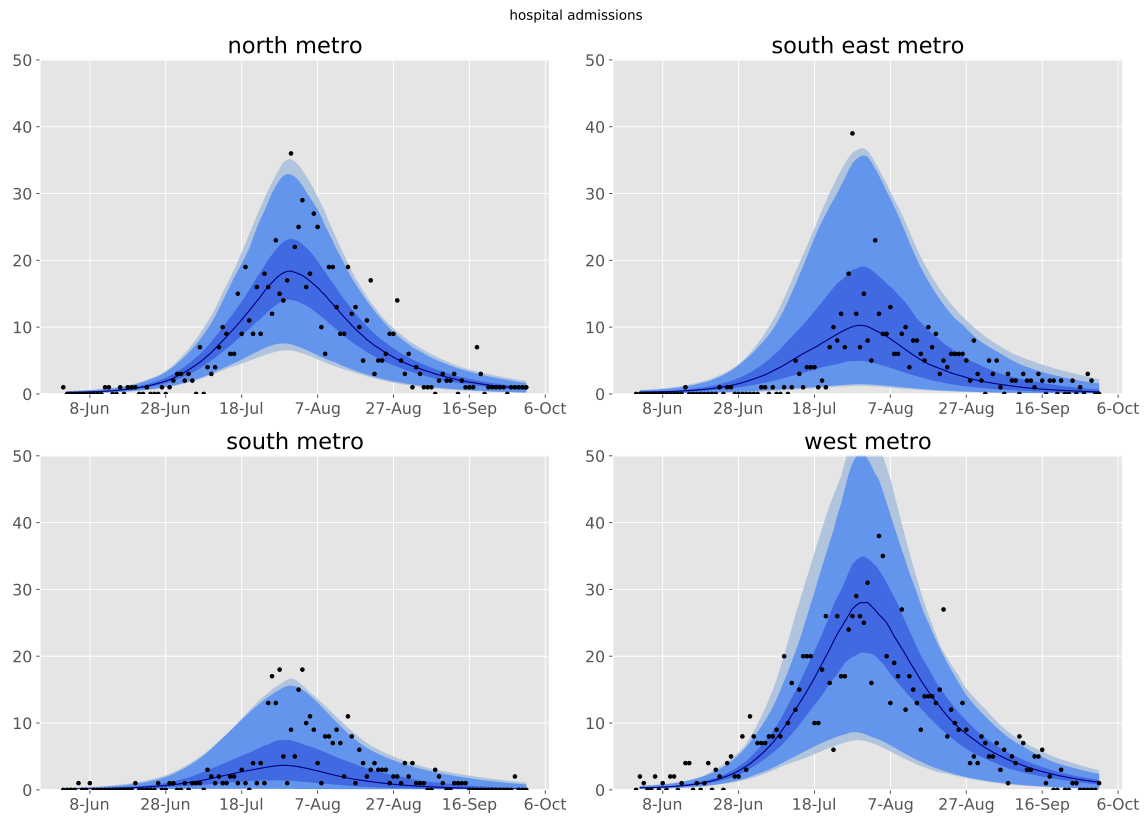 hospital admissions
north metro
south east metro
50
40
30
20
10
0
8-Jun 28-Jun 18-Jul 7-Aug 27-Aug 16-Sep 6-Oct
50
40
30
20
10
0
8-Jun 28-Jun 18-Jul 7-Aug 27-Aug 16-Sep 6-Oct
south metro
west metro
50
40
30
20
10
0
8-Jun 28-Jun 18-Jul 7-Aug 27-Aug 16-Sep 6-Oct
50
40
30
20
10
0
8-Jun 28-Jun 18-Jul 7-Aug 27-Aug 16-Sep 6-Oct